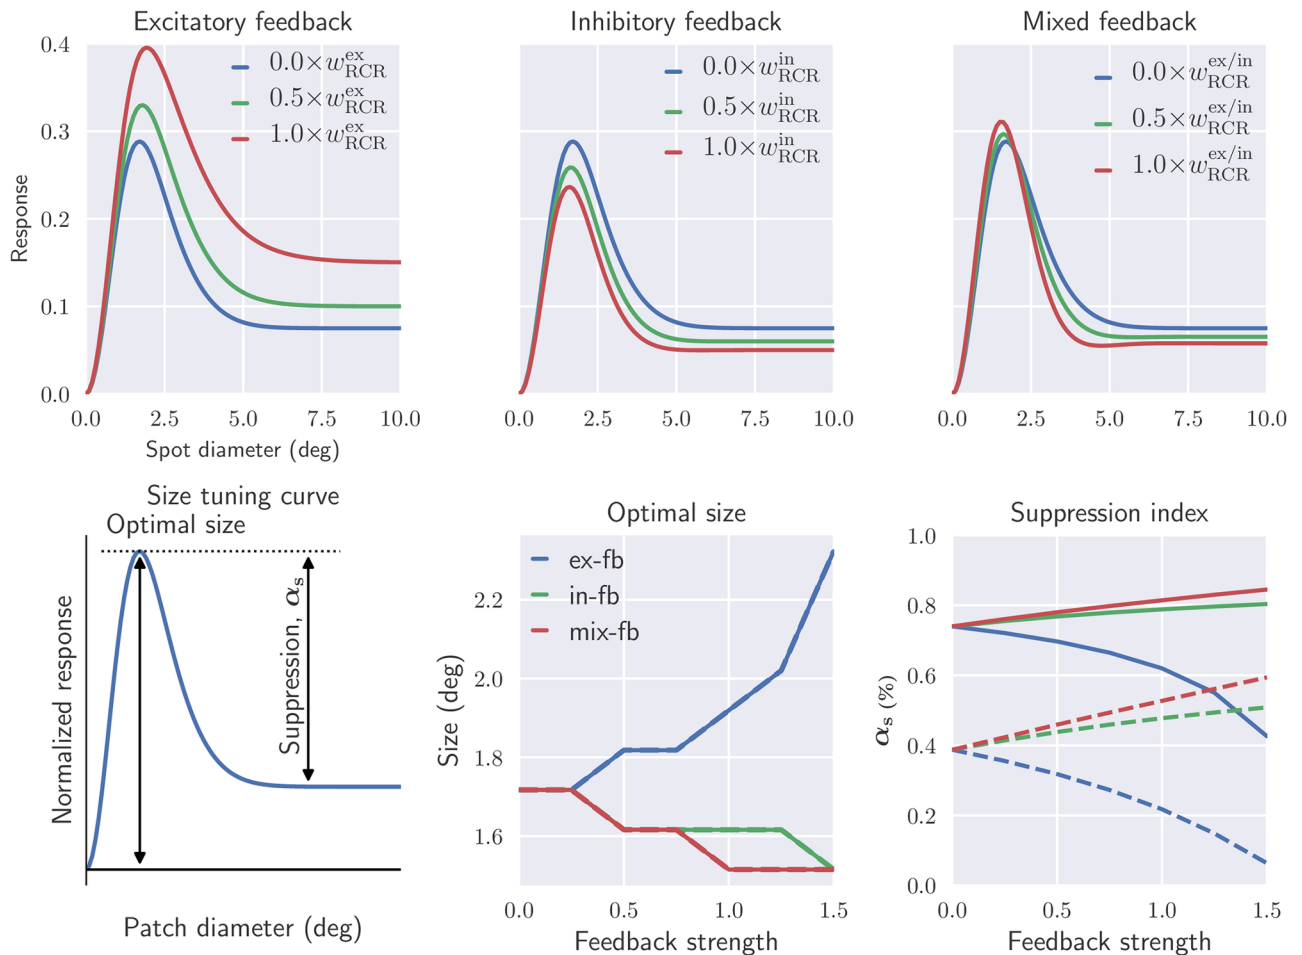 Excitatory feedback
0.4
0.3
0.2
0.1
0.0
Response
0.0×w^ex_RCR
0.5×w^ex_RCR
1.0×w^ex_RCR
0.0 2.5 5.0 7.5 10.0
Spot diameter (deg)
Inhibitory feedback
0.0×w^in_RCR
0.5×w^in_RCR
1.0×w^in_RCR
0.0 2.5 5.0 7.5 10.0
Mixed feedback
0.0×w^ex/in_RCR
0.5×w^ex/in_RCR
1.0×w^ex/in_RCR
0.0 2.5 5.0 7.5 10.0
Size tuning curve
Optimal size
Normalized response
Suppression, αs
Patch diameter (deg)
Optimal size
ex-fb
in-fb
mix-fb
2.2
2.0
1.8
1.6
Size (deg)
0.0 0.5 1.0 1.5
Feedback strength
Suppression index
1.0
0.8
0.6
0.4
0.2
0.0
αs (%)
0.0 0.5 1.0 1.5
Feedback strength